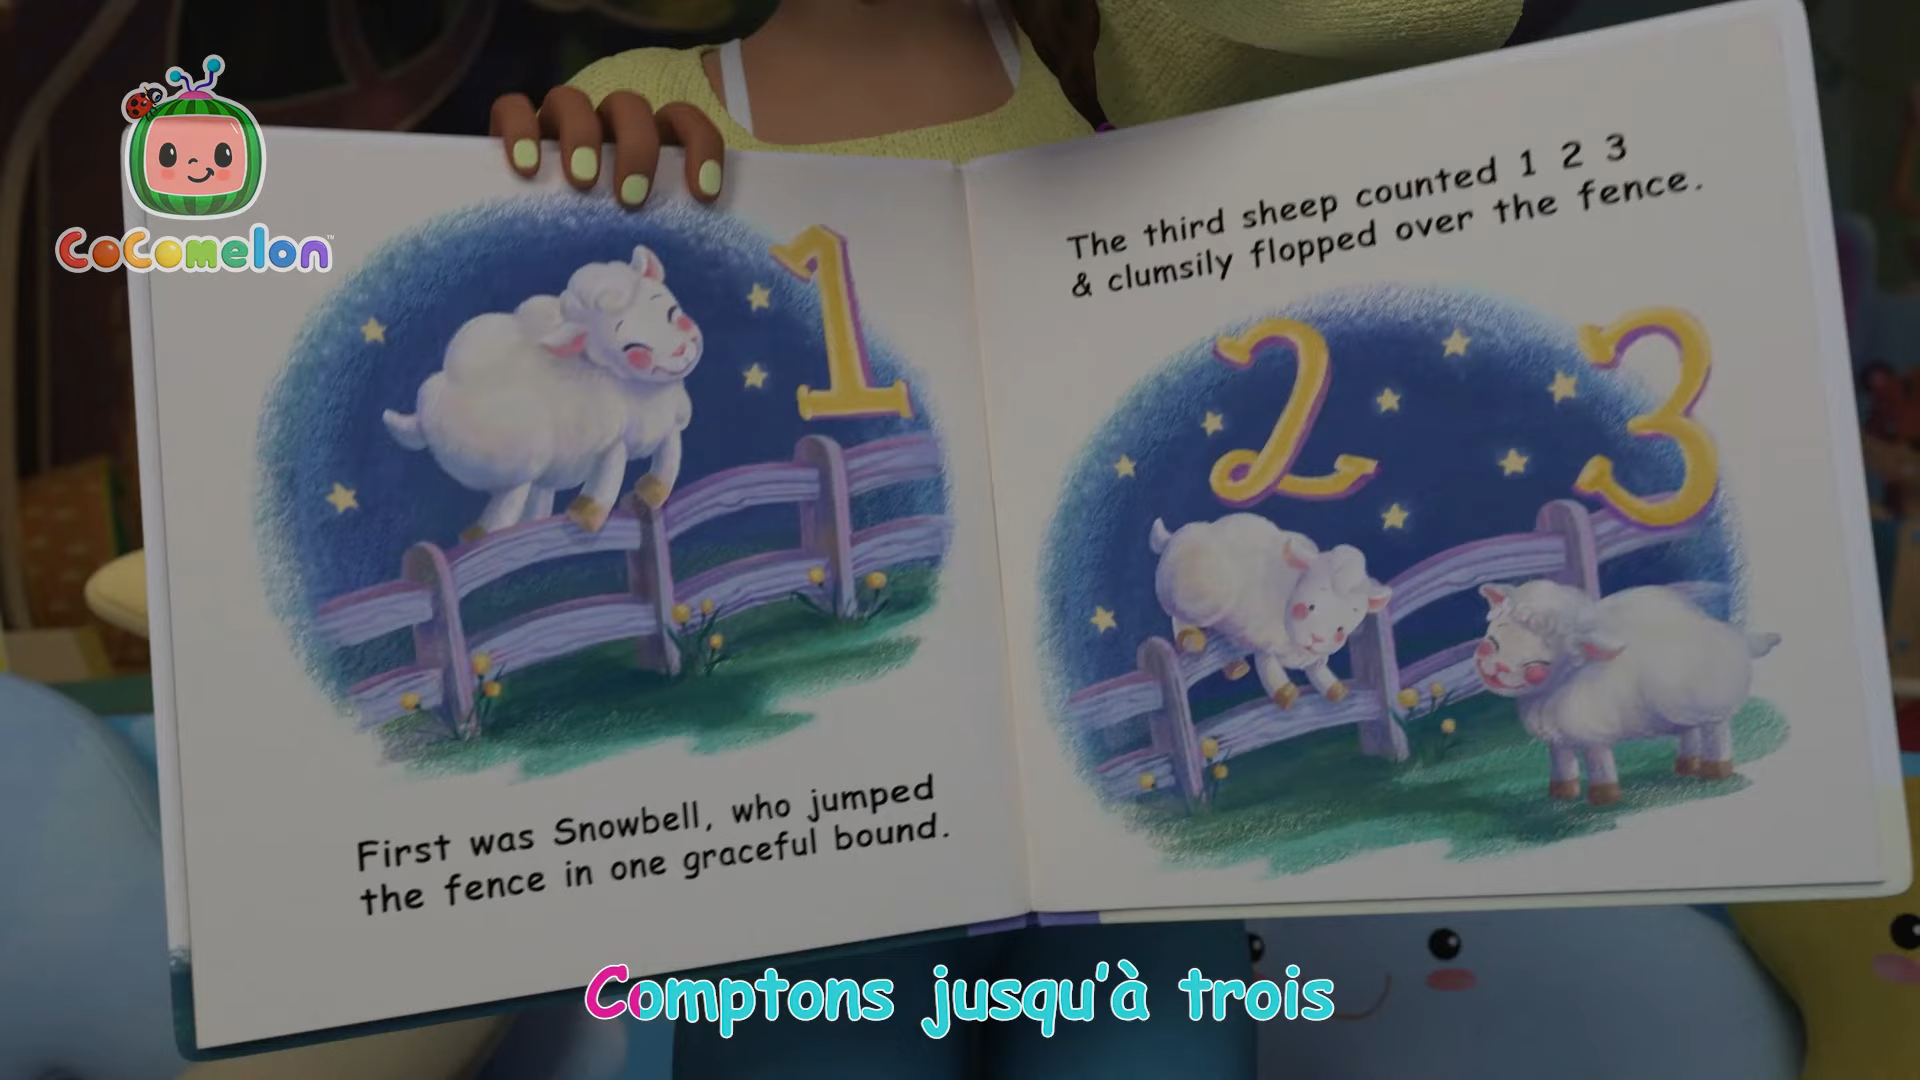 CoComelon™
1
First was Snowbell, who jumped
the fence in one graceful bound.
The third sheep counted 1 2 3
& clumsily flopped over the fence.
2 3
Comptons jusqu'à trois